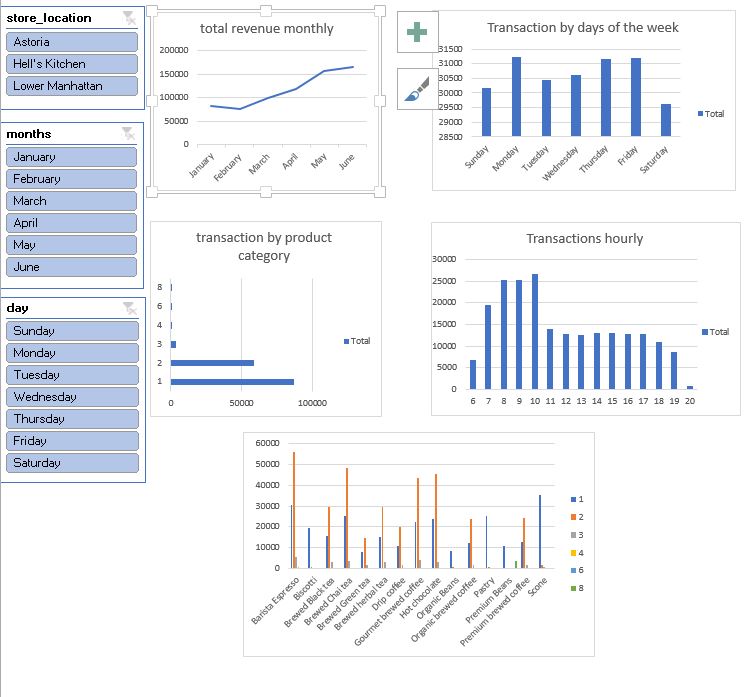 store_location
Astoria
Hell's Kitchen
Lower Manhattan
months
January
February
March
April
May
June
day
Sunday
Monday
Tuesday
Wednesday
Thursday
Friday
Saturday
total revenue monthly
200000
150000
100000
50000
0
January
February
March
April
May
June
Transaction by days of the week
31500
31000
30500
30000
29500
29000
28500
Sunday
Monday
Tuesday
Wednesday
Thursday
Friday
Saturday
Total
transaction by product
category
8
6
4
3
2
1
0 50000 100000
Total
Transactions hourly
30000
25000
20000
15000
10000
5000
0
6 7 8 9 10 11 12 13 14 15 16 17 18 19 20
Total
60000
50000
40000
30000
20000
10000
0
Barista Espresso
Biscotti
Brewed Black tea
Brewed Chai tea
Brewed Green tea
Brewed herbal tea
Drip coffee
Gourmet brewed coffee
Hot chocolate
Organic Beans
Organic brewed coffee
Pastry
Premium Beans
Premium brewed coffee
Scone
1
2
3
4
6
8